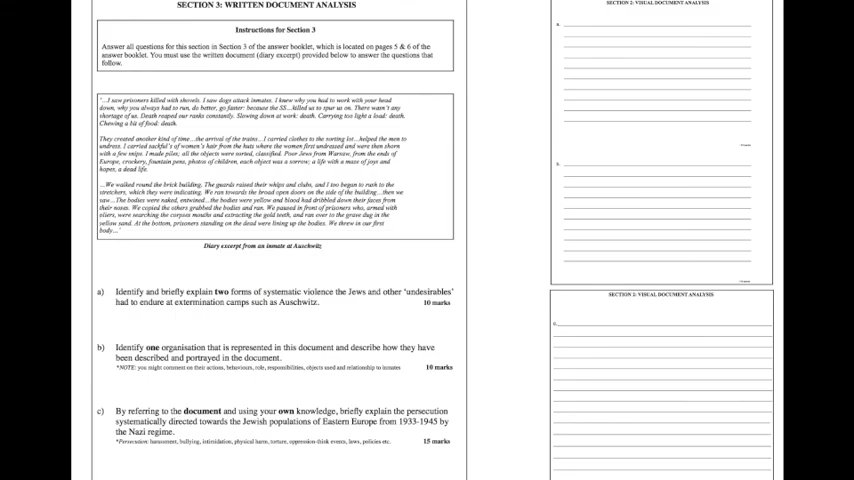 SECTION 3: WRITTEN DOCUMENT ANALYSIS
Instructions for Section 3
Answer all questions for this section in Section 3 of the answer booklet, which is located on pages 5 & 6 of the
answer booklet. You must use the written document (diary excerpt) provided below to answer the questions that
follow.
'…I saw prisoners killed with shovels. I saw dogs attack inmates. I knew why you had to work with your head
down, why you always had to run, do better, go faster: because the SS…killed us to spur us on. There wasn't any
shortage of us. Death reaped our ranks constantly. Slowing down at work: death. Carrying too light a load: death.
Chewing a bit of food: death.
They created another kind of time…the arrival of the trains…I carried clothes to the sorting lot…helped the men to
undress. I carried sackfuls of women's hair from the huts where the women first undressed and were then shorn
with a few snips. I made piles; all the objects were sorted, classified. Poor Jews from Warsaw, from the ends of
Europe, crockery, fountain pens, photos of children, each object was a sorrow; a life with a maze of joys and
hopes, a dead life.
…We walked round the brick building. The guards raised their whips and clubs, and I too began to rush to the
stretchers, which they were indicating. We ran towards the broad open doors on the side of the building…then we
saw…The bodies were naked, entwined…the bodies were yellow and blood had dribbled down their faces from
their noses. We copied the others grabbed the bodies and ran. We paused in front of prisoners who, armed with
pliers, were searching the corpses mouths and extracting the gold teeth, and ran over to the grave dug in the
yellow sand. At the bottom, prisoners standing on the dead were lining up the bodies. We threw in our first
body…'
Diary excerpt from an inmate at Auschwitz
a) Identify and briefly explain two forms of systematic violence the Jews and other 'undesirables'
had to endure at extermination camps such as Auschwitz.
10 marks
b) Identify one organisation that is represented in this document and describe how they have
been described and portrayed in the document.
*NOTE: you might comment on their actions, behaviours, role, responsibilities, objects used and relationship to inmates
10 marks
c) By referring to the document and using your own knowledge, briefly explain the persecution
systematically directed towards the Jewish populations of Eastern Europe from 1933-1945 by
the Nazi regime.
*Persecution: harassment, bullying, intimidation, physical harm, torture, oppression think events, laws, policies etc.
15 marks
SECTION 2: VISUAL DOCUMENT ANALYSIS
a.
b.
SECTION 2: VISUAL DOCUMENT ANALYSIS
c.